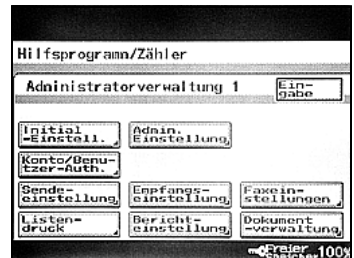 Hilfsprogramm/Zähler
Administratorverwaltung 1
Ein-
gabe
Initial
-Einstell.
Admin.
Einstellung
Konto/Benu-
tzer-Auth.
Sende-
einstellung
Empfangs-
einstellung
Faxein-
stellungen
Listen-
druck
Bericht-
einstellung
Dokument
-verwaltung
Freier
Speicher 100%